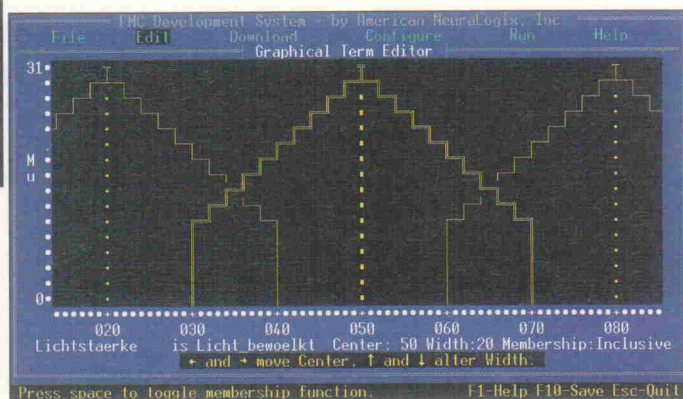 FMC Development System - by American NeuraLogix, Inc.
File Edit Download Configure Run Help
Graphical Term Editor
31
Mu
0
020 030 040 050 060 070 080
Lichtstaerke is Licht_bewoelkt Center: 50 Width:20 Membership:Inclusive
← and → move Center, ↑ and ↓ alter Width.
Press space to toggle membership function. F1-Help F10-Save Esc-Quit